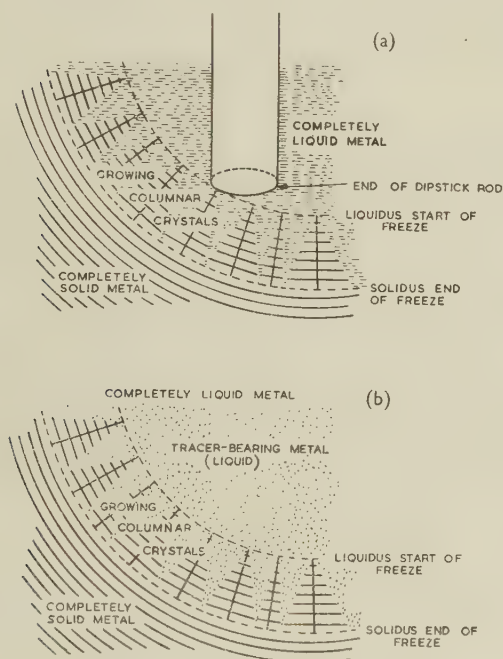 (a)
COMPLETELY
LIQUID METAL
GROWING
COLUMNAR
CRYSTALS
END OF DIPSTICK ROD
LIQUIDUS START OF
FREEZE
COMPLETELY
SOLID METAL
SOLIDUS END
OF FREEZE
COMPLETELY LIQUID METAL
(b)
TRACER-BEARING METAL
(LIQUID)
GROWING
COLUMNAR
CRYSTALS
LIQUIDUS START OF
FREEZE
COMPLETELY
SOLID METAL
SOLIDUS END OF
FREEZE